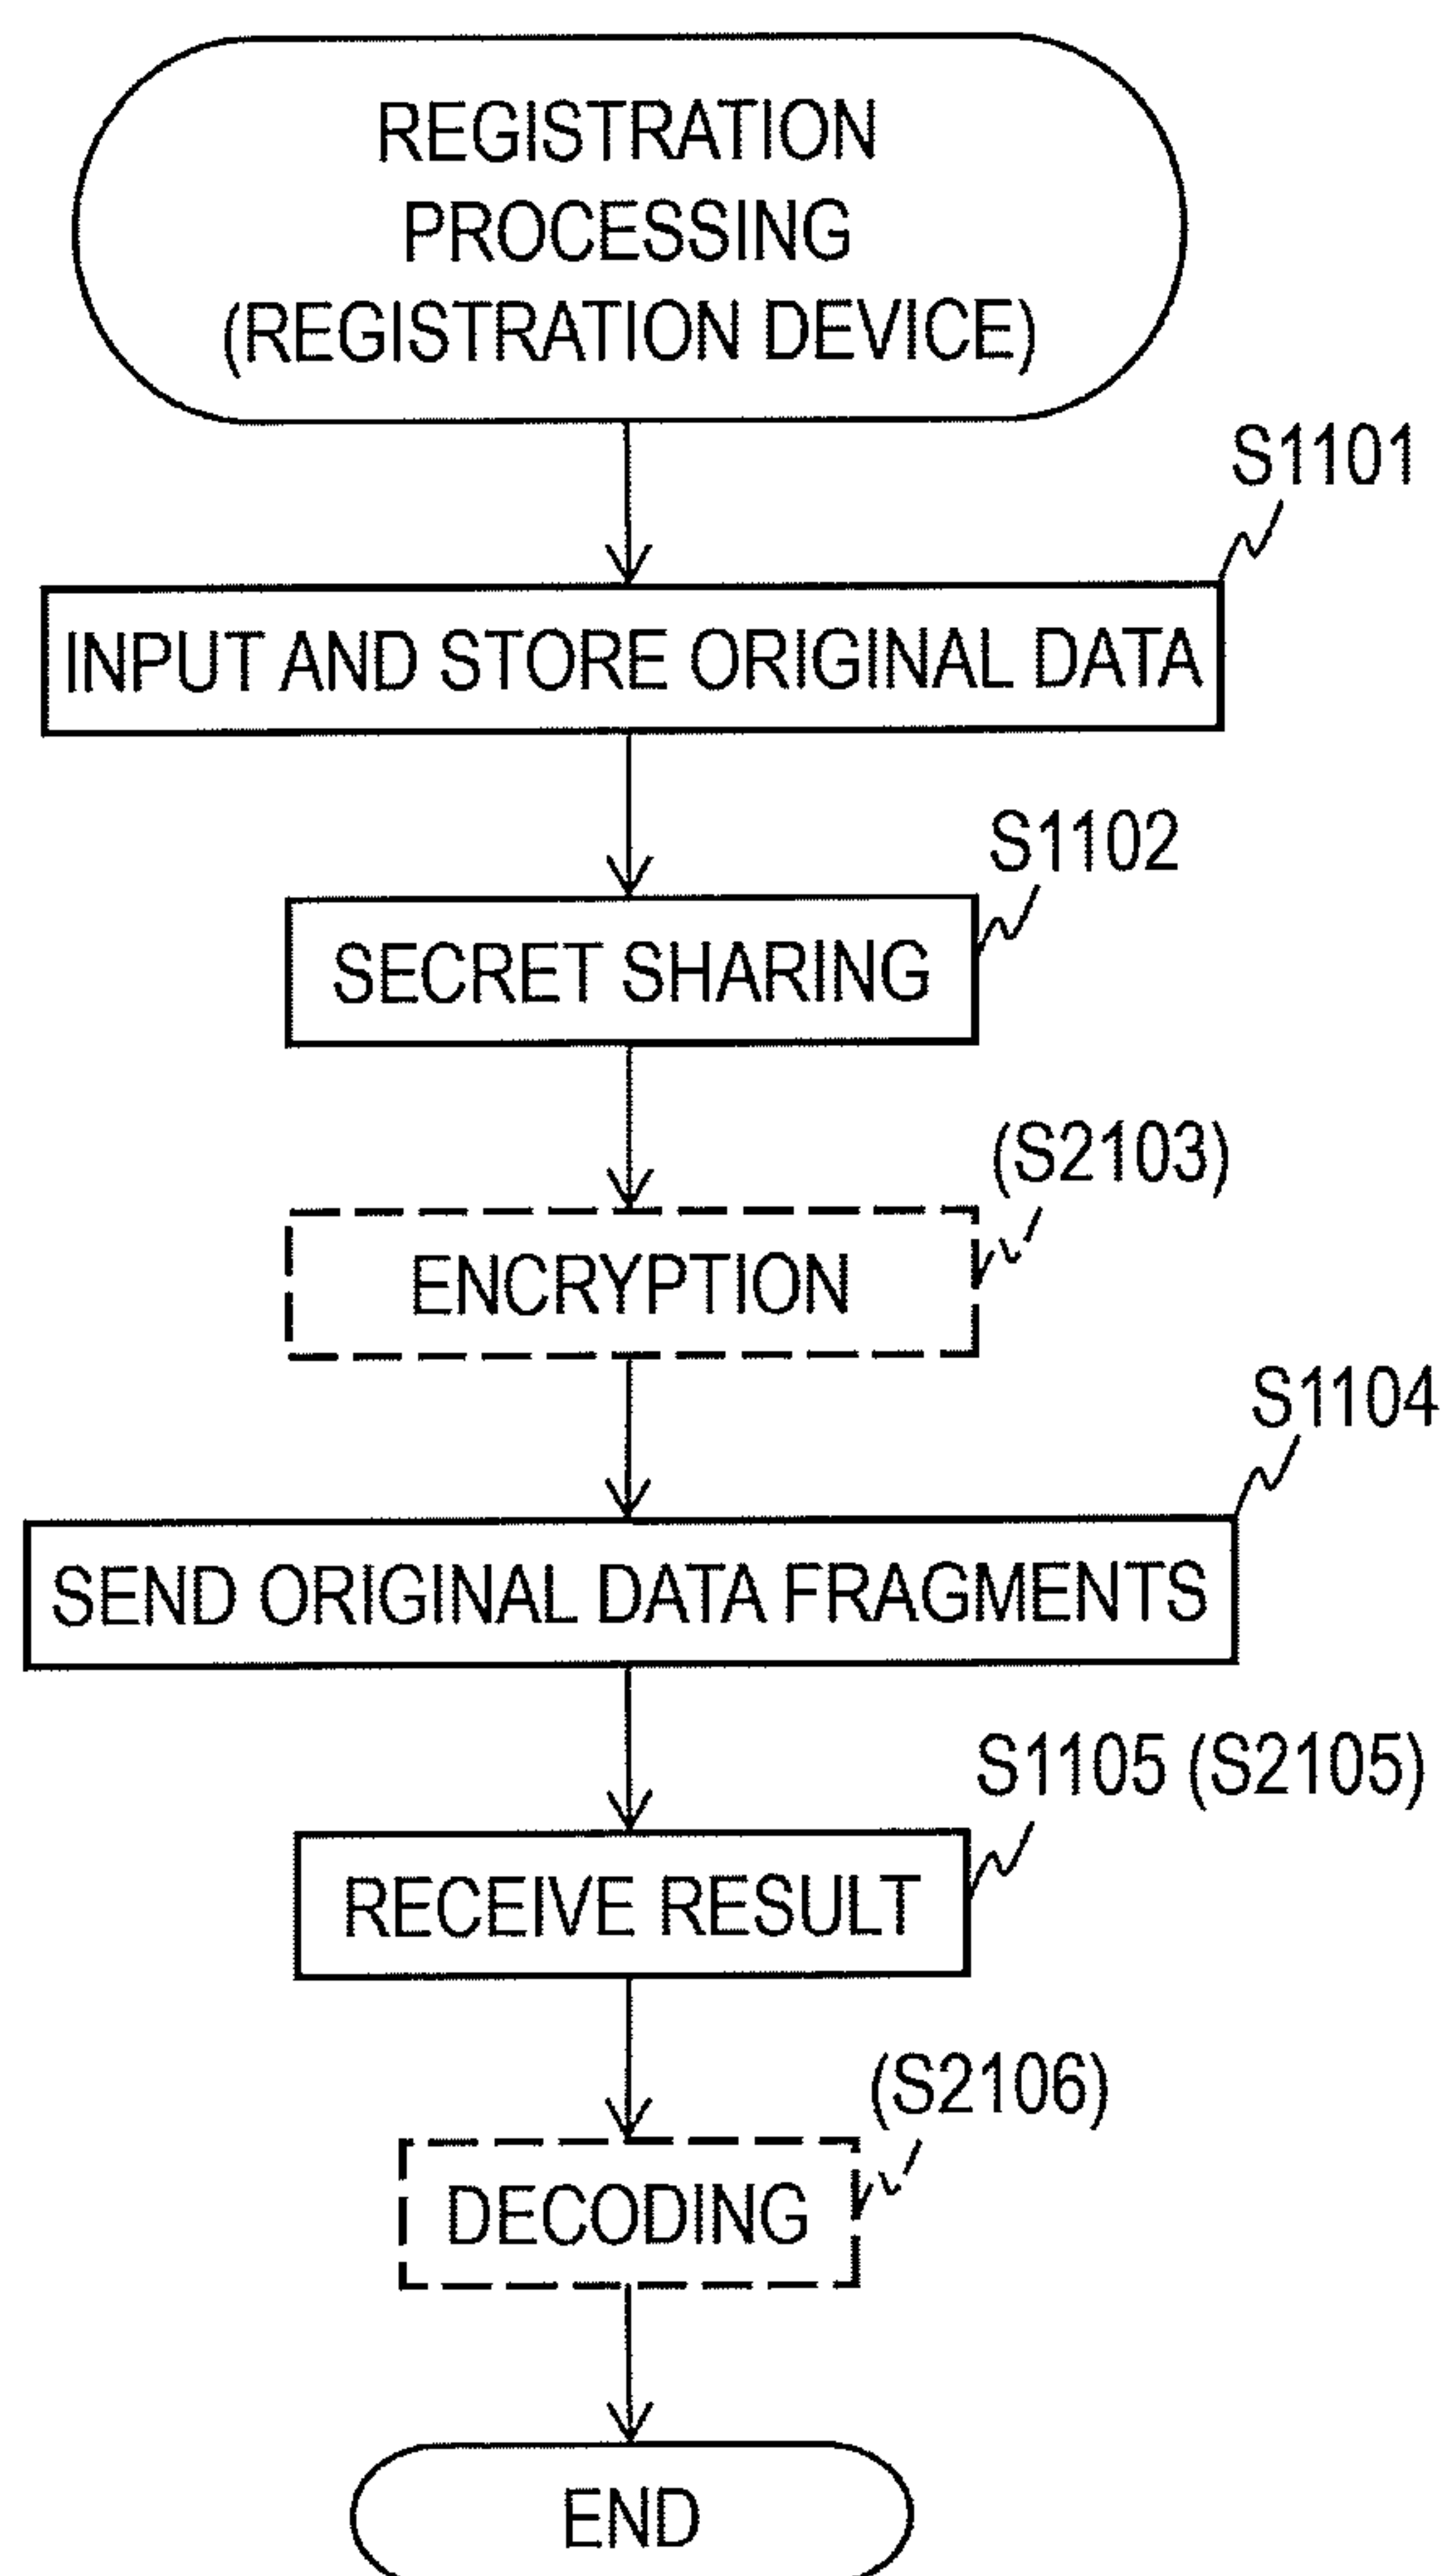 REGISTRATION
PROCESSING
(REGISTRATION DEVICE)
S1101
INPUT AND STORE ORIGINAL DATA
S1102
SECRET SHARING
(S2103)
ENCRYPTION
S1104
SEND ORIGINAL DATA FRAGMENTS
S1105 (S2105)
RECEIVE RESULT
(S2106)
DECODING
END